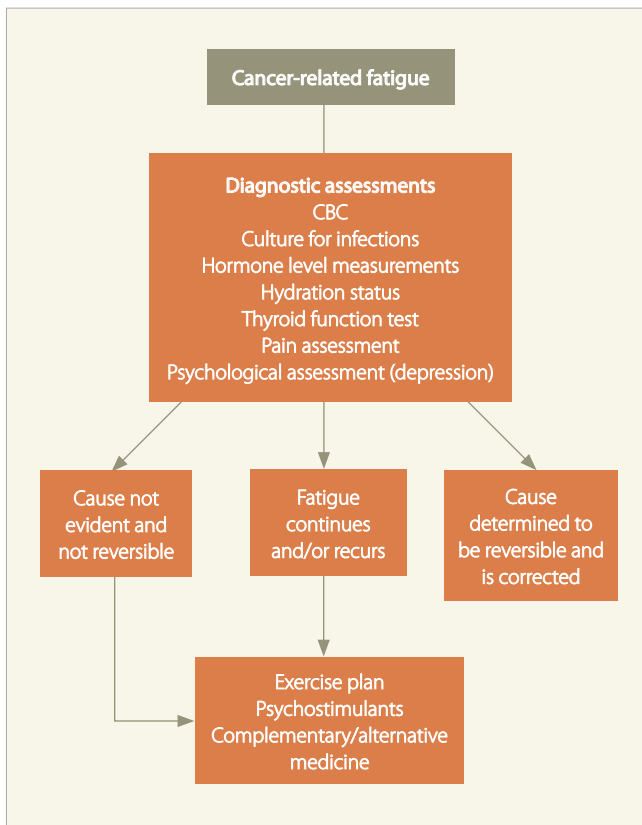 Cancer-related fatigue
Diagnostic assessments
CBC
Culture for infections
Hormone level measurements
Hydration status
Thyroid function test
Pain assessment
Psychological assessment (depression)
Cause not
evident and
not reversible
Fatigue
continues
and/or recurs
Cause
determined to
be reversible and
is corrected
Exercise plan
Psychostimulants
Complementary/alternative
medicine